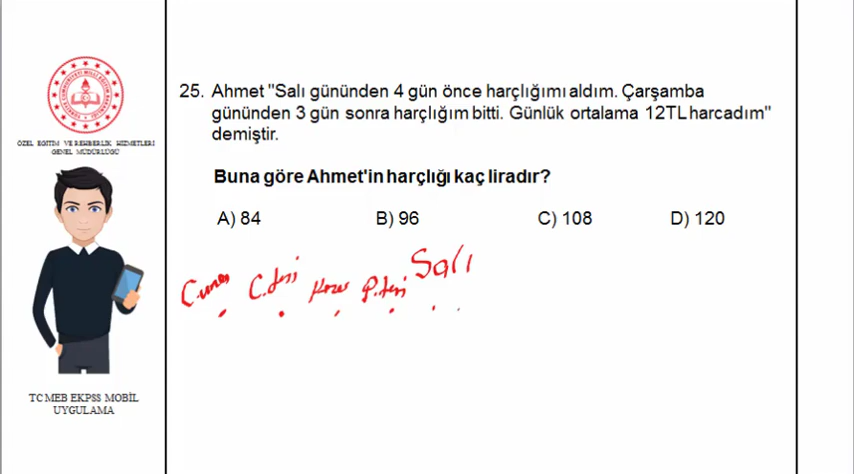 ÖZEL EĞİTİM VE REHBERLİK HİZMETLERİ
GENEL MÜDÜRLÜĞÜ
25. Ahmet "Salı gününden 4 gün önce harçlığımı aldım. Çarşamba
gününden 3 gün sonra harçlığım bitti. Günlük ortalama 12TL harcadım"
demiştir.
Buna göre Ahmet'in harçlığı kaç liradır?
A) 84 B) 96 C) 108 D) 120
C.tesi P.tesi Salı
TC MEB EKPSS MOBİL
UYGULAMA